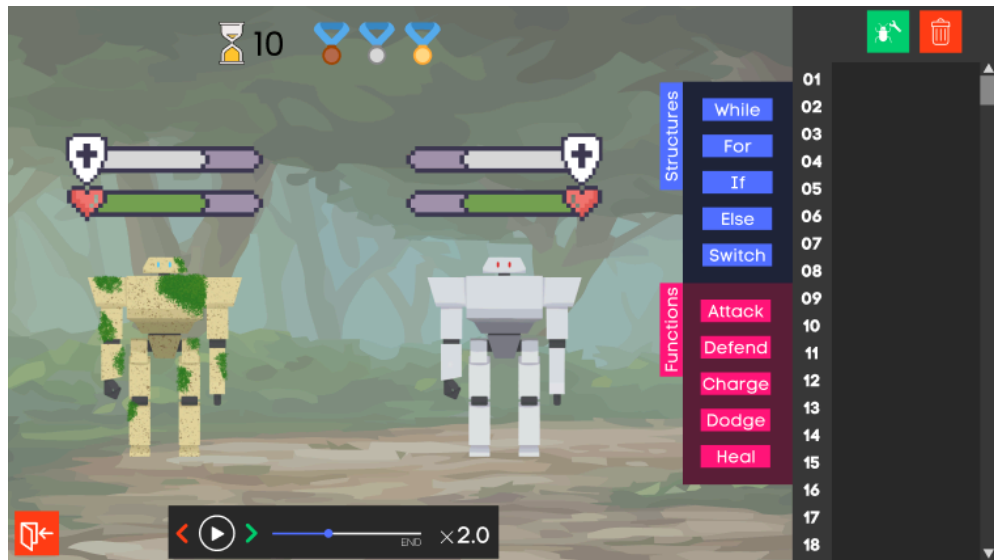 10
Structures
While
For
If
Else
Switch
Functions
Attack
Defend
Charge
Dodge
Heal
01
02
03
04
05
06
07
08
09
10
11
12
13
14
15
16
17
18
END
×2.0